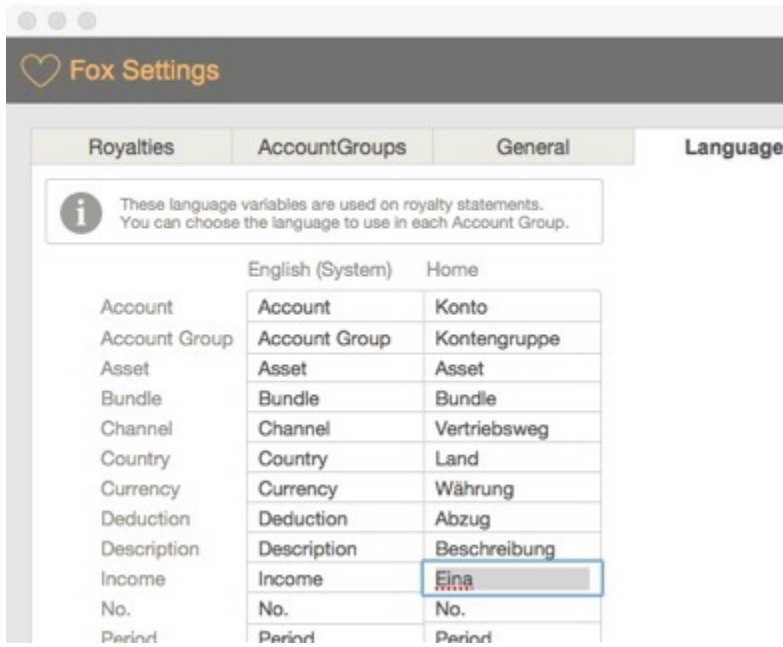 Fox Settings
Royalties AccountGroups General Language
i
These language variables are used on royalty statements.
You can choose the language to use in each Account Group.
English (System) Home
Account Account Konto
Account Group Account Group Kontengruppe
Asset Asset Asset
Bundle Bundle Bundle
Channel Channel Vertriebsweg
Country Country Land
Currency Currency Währung
Deduction Deduction Abzug
Description Description Beschreibung
Income Income Eina
No. No. No.
Period Period Period